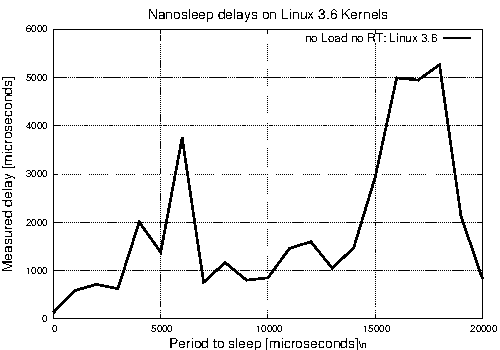 Nanosleep delays on Linux 3.6 Kernels
6000
no Load no RT: Linux 3.6
5000
4000
3000
2000
1000
0
Measured delay [microseconds]
0 5000 10000 15000 20000
Period to sleep [microseconds]\n